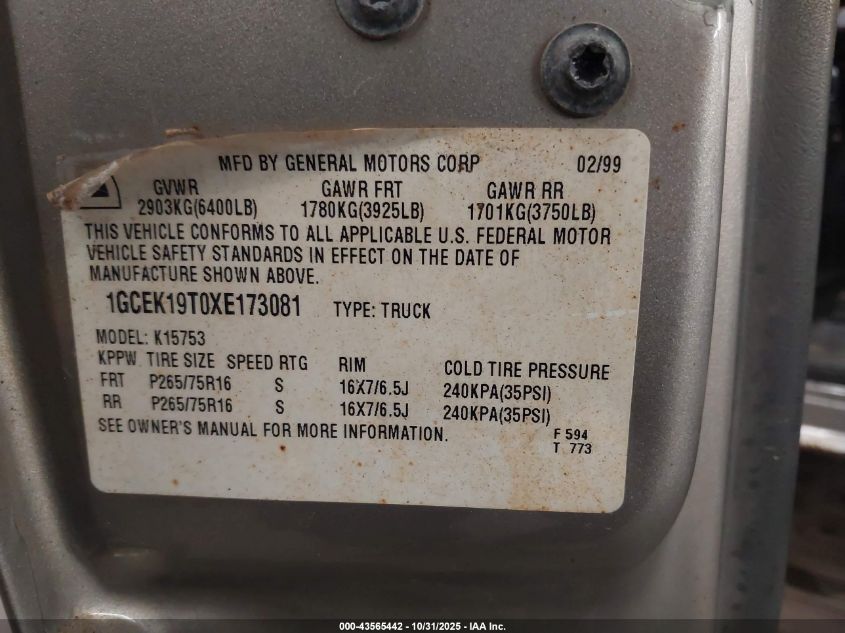 MFD BY GENERAL MOTORS CORP 02/99
GVWR GAWR FRT GAWR RR
2903KG(6400LB) 1780KG(3925LB) 1701KG(3750LB)
THIS VEHICLE CONFORMS TO ALL APPLICABLE U.S. FEDERAL MOTOR
VEHICLE SAFETY STANDARDS IN EFFECT ON THE DATE OF
MANUFACTURE SHOWN ABOVE.
1GCEK19T0XE173081 TYPE: TRUCK
MODEL: K15753
KPPW TIRE SIZE SPEED RTG RIM COLD TIRE PRESSURE
FRT P265/75R16 S 16X7/6.5J 240KPA(35PSI)
RR P265/75R16 S 16X7/6.5J 240KPA(35PSI)
SEE OWNER'S MANUAL FOR MORE INFORMATION.
F 594
T 773
000-43565442 - 10/31/2025 - IAA Inc.